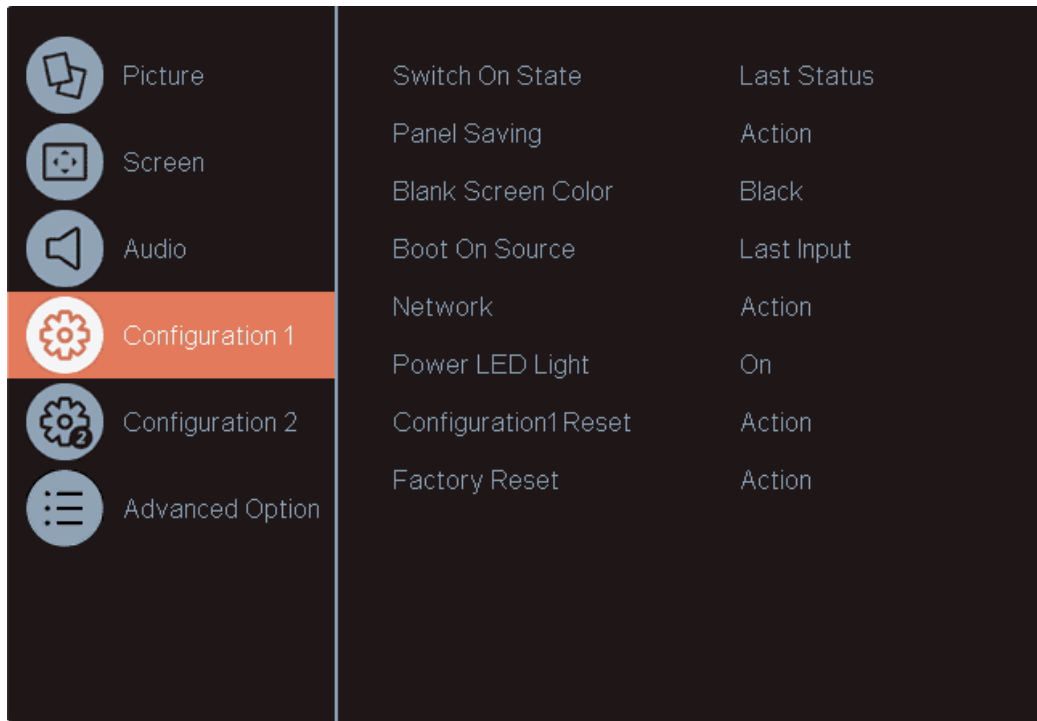 Picture
Screen
Audio
Configuration 1
Configuration 2
2
Advanced Option
Switch On State Last Status
Panel Saving Action
Blank Screen Color Black
Boot On Source Last Input
Network Action
Power LED Light On
Configuration1 Reset Action
Factory Reset Action